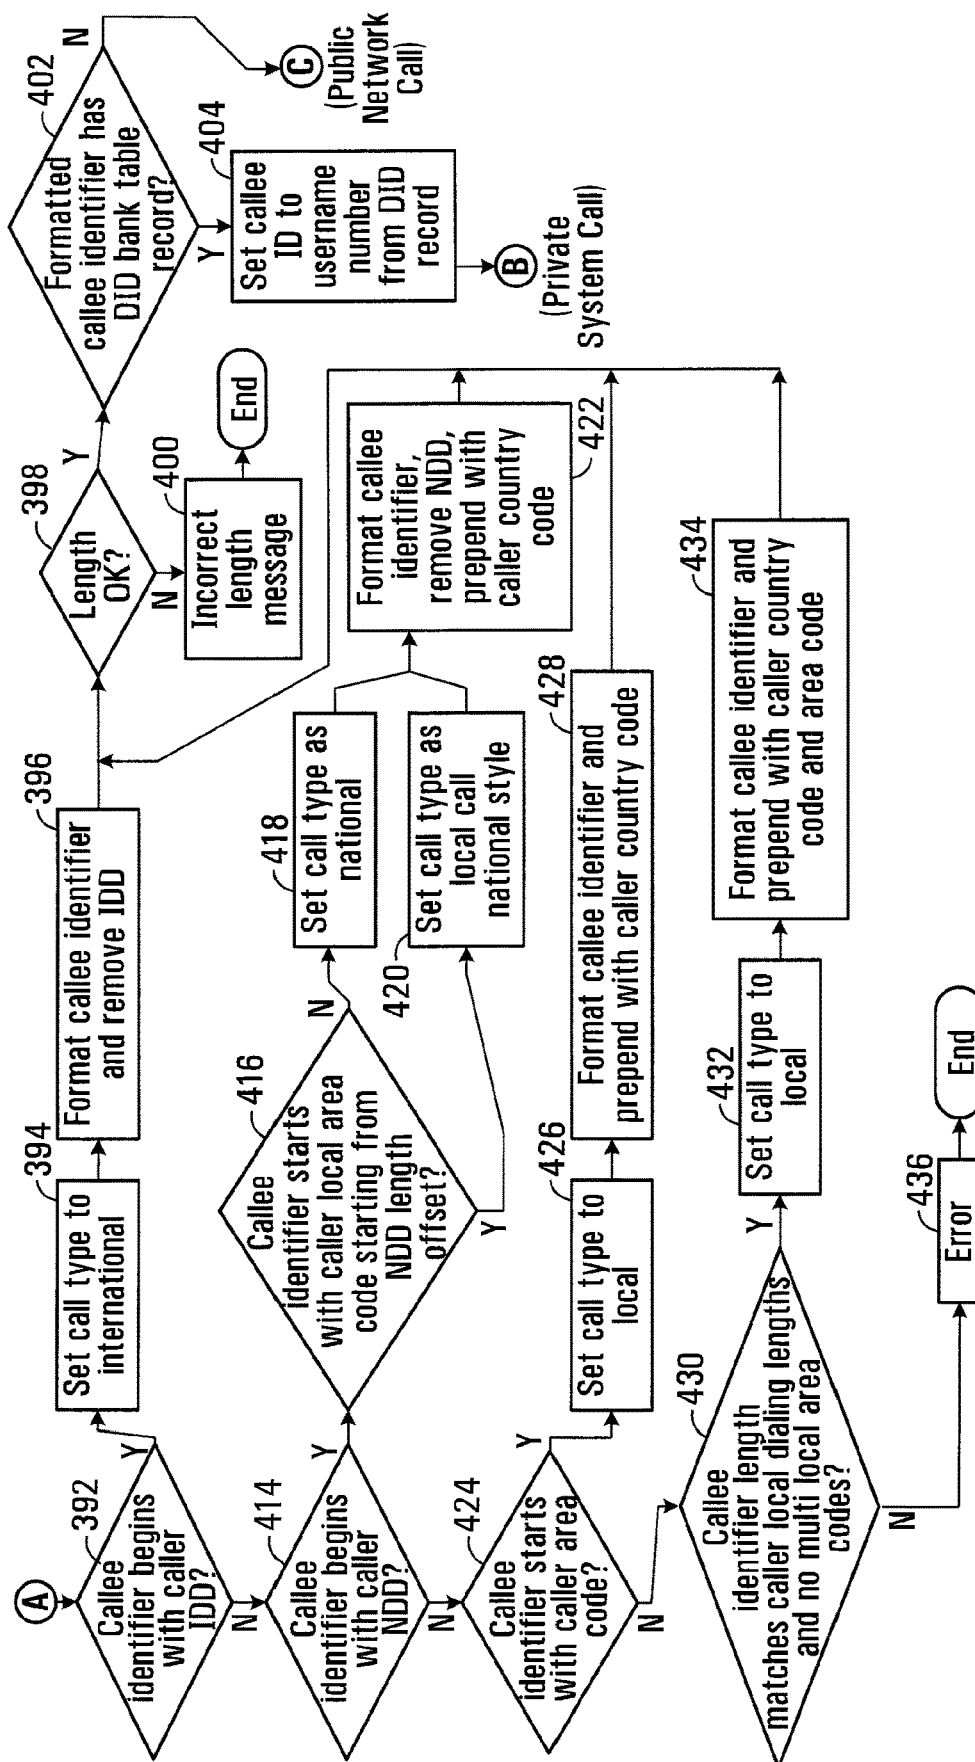 A
392
Callee
identifier begins
with caller
IDD?
Y
N
394
Set call type to
international
396
Format callee identifier
and remove IDD
398
Length
OK?
Y
N
400
Incorrect
length
message
End
402
Formatted
callee identifier has
DID bank table
record?
N
Y
C
(Public
Network
Call)
404
Set callee
ID to
username
number
from DID
record
B
(Private
System Call)
414
Callee
identifier begins
with caller
NDD?
Y
N
416
Callee
identifier starts
with caller local area
code starting from
NDD length
offset?
N
Y
418
Set call type as
national
420
Set call type as
local call
national style
422
Format callee
identifier,
remove NDD,
prepend with
caller country
code
424
Callee
identifier starts
with caller area
code?
Y
N
426
Set call type to
local
428
Format callee identifier and
prepend with caller country code
430
Callee
identifier length
matches caller local dialing lengths
and no multi local area
codes?
Y
N
432
Set call type to
local
434
Format callee identifier and
prepend with caller country
code and area code
436
Error
End